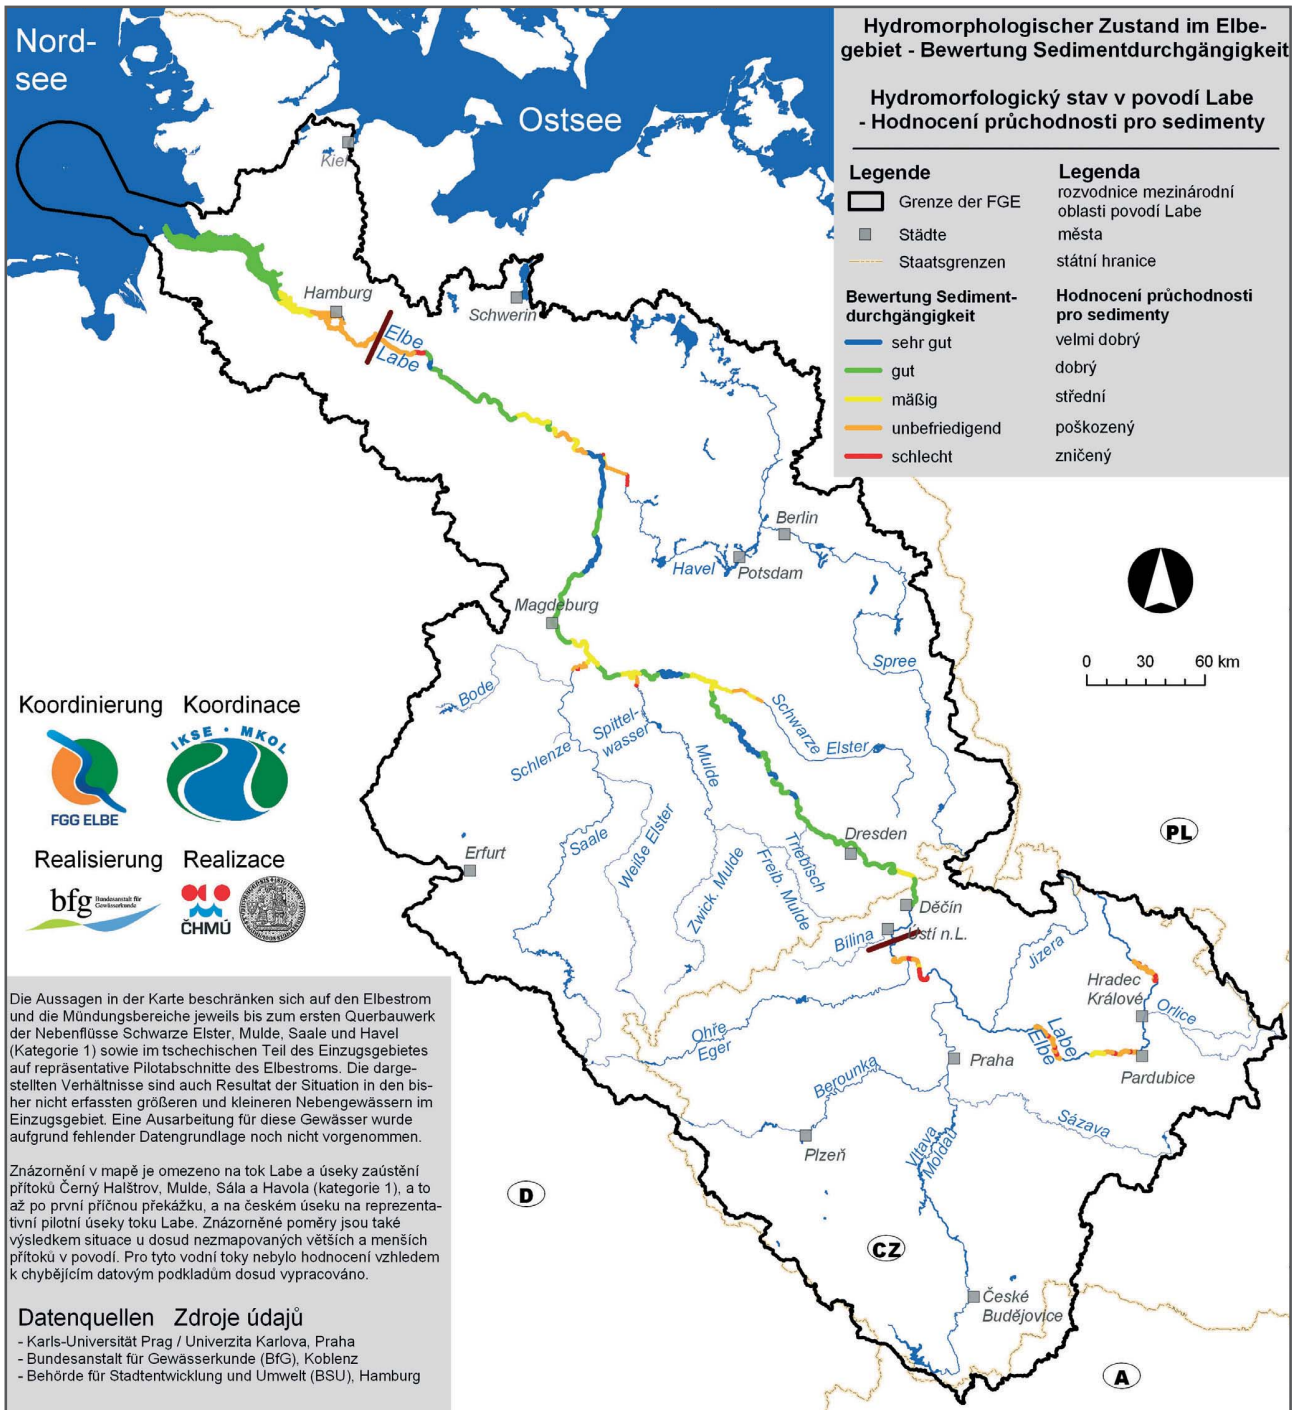 Nord-
see
Ostsee
Hydromorphologischer Zustand im Elbe-
gebiet - Bewertung Sedimentdurchgängigkeit
Hydromorfologický stav v povodí Labe
- Hodnocení průchodnosti pro sedimenty
Legende
Legenda
Grenze der FGE
rozvodnice mezinárodní
oblasti povodí Labe
Städte
města
Staatsgrenzen
státní hranice
Bewertung Sediment-
durchgängigkeit
Hodnocení průchodnosti
pro sedimenty
sehr gut
velmi dobrý
gut
dobrý
mäßig
střední
unbefriedigend
poškozený
schlecht
zničený
Kiel
Hamburg
Schwerin
Elbe
Labe
Berlin
Havel
Potsdam
Magdeburg
Spree
0 30 60 km
Bode
Schlenze
Spittel-
wasser
Mulde
Schwarze
Elster
Saale
Weiße Elster
Zwick. Mulde
Freib. Mulde
Triebisch
Dresden
Erfurt
PL
Děčín
Ústí n.L.
Bílina
Jizera
Hradec
Králové
Orlice
Ohře
Eger
Labe
Elbe
Praha
Pardubice
Berounka
Plzeň
Vltava
Moldau
Sázava
D
CZ
České
Budějovice
A
Koordinierung Koordinace
FGG ELBE
IKSE • MKOL
Realisierung Realizace
bfg Bundesanstalt für
Gewässerkunde
ČHMÚ
Die Aussagen in der Karte beschränken sich auf den Elbestrom
und die Mündungsbereiche jeweils bis zum ersten Querbauwerk
der Nebenflüsse Schwarze Elster, Mulde, Saale und Havel
(Kategorie 1) sowie im tschechischen Teil des Einzugsgebietes
auf repräsentative Pilotabschnitte des Elbestroms. Die darge-
stellten Verhältnisse sind auch Resultat der Situation in den bis-
her nicht erfassten größeren und kleineren Nebengewässern im
Einzugsgebiet. Eine Ausarbeitung für diese Gewässer wurde
aufgrund fehlender Datengrundlage noch nicht vorgenommen.
Znázornění v mapě je omezeno na tok Labe a úseky zaústění
přítoků Černý Halštrov, Mulde, Sála a Havola (kategorie 1), a to
až po první příčnou překážku, a na českém úseku na reprezenta-
tivní pilotní úseky toku Labe. Znázorněné poměry jsou také
výsledkem situace u dosud nezmapovaných větších a menších
přítoků v povodí. Pro tyto vodní toky nebylo hodnocení vzhledem
k chybějícím datovým podkladům dosud vypracováno.
Datenquellen Zdroje údajů
- Karls-Universität Prag / Univerzita Karlova, Praha
- Bundesanstalt für Gewässerkunde (BfG), Koblenz
- Behörde für Stadtentwicklung und Umwelt (BSU), Hamburg